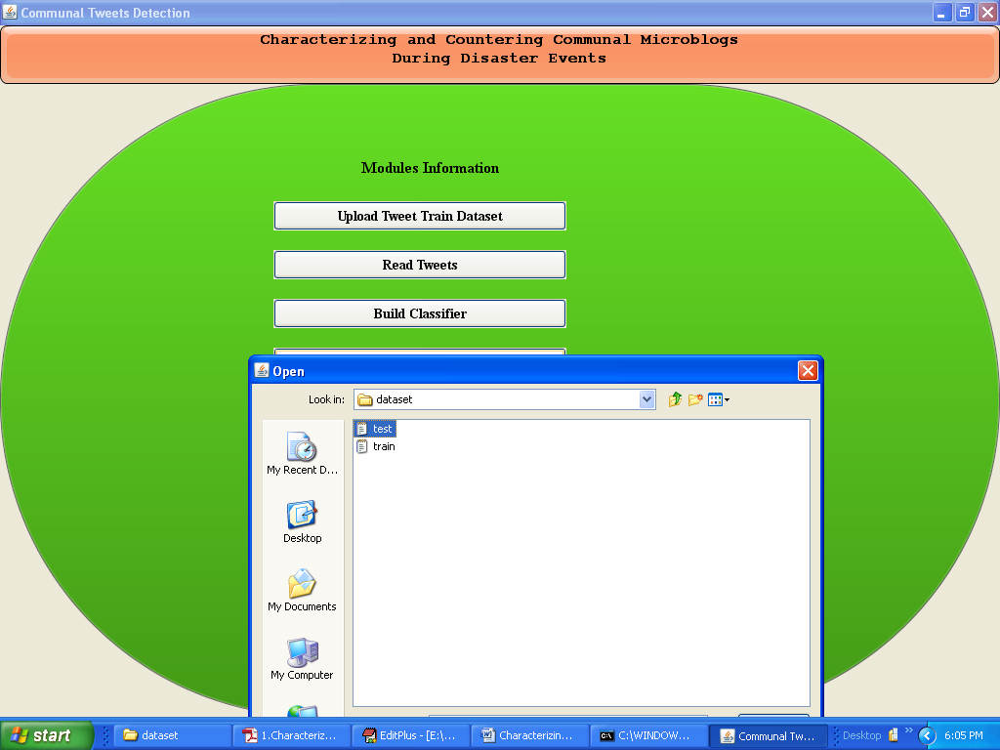 Communal Tweets Detection
Characterizing and Countering Communal Microblogs
During Disaster Events
Modules Information
Upload Tweet Train Dataset
Read Tweets
Build Classifier
Open
Look in:
dataset
test
train
My Recent D...
Desktop
My Documents
My Computer
start
dataset
1.Characteriz...
EditPlus - [E:\...
Characterizin...
C:\WINDOW...
Communal Tw...
Desktop
6:05 PM